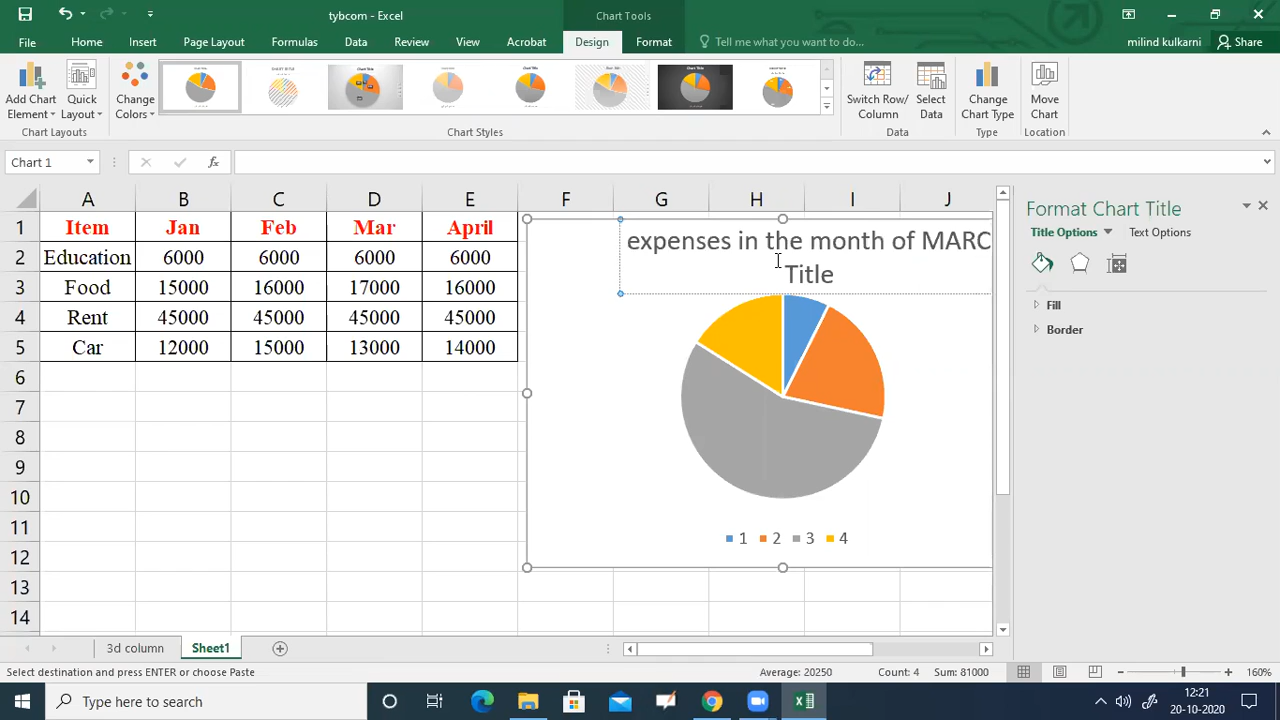 tybcom - Excel
Chart Tools
File Home Insert Page Layout Formulas Data Review View Acrobat Design Format Tell me what you want to do... milind kulkarni Share
Add Chart Element Quick Layout Change Colors Switch Row/ Column Select Data Change Chart Type Move Chart
Chart Layouts Chart Styles Data Type Location
Chart 1 fx
A B C D E F G H I J
1 Item Jan Feb Mar April
2 Education 6000 6000 6000 6000
3 Food 15000 16000 17000 16000
4 Rent 45000 45000 45000 45000
5 Car 12000 15000 13000 14000
6
7
8
9
10
11
12
13
14
expenses in the month of MARC
Title
1 2 3 4
Format Chart Title
Title Options Text Options
Fill
Border
3d column Sheet1
Select destination and press ENTER or choose Paste Average: 20250 Count: 4 Sum: 81000 160%
Type here to search
12:21
20-10-2020